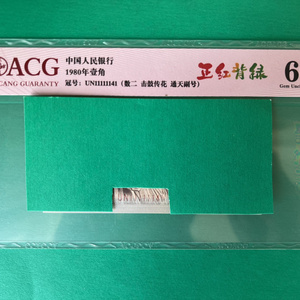 ACG
CANG GUARANTY
中国人民银行
1980年壹角
冠号：UN11111141（数二 击鼓传花 通天刷号）
正红背绿
6
Gem Unc